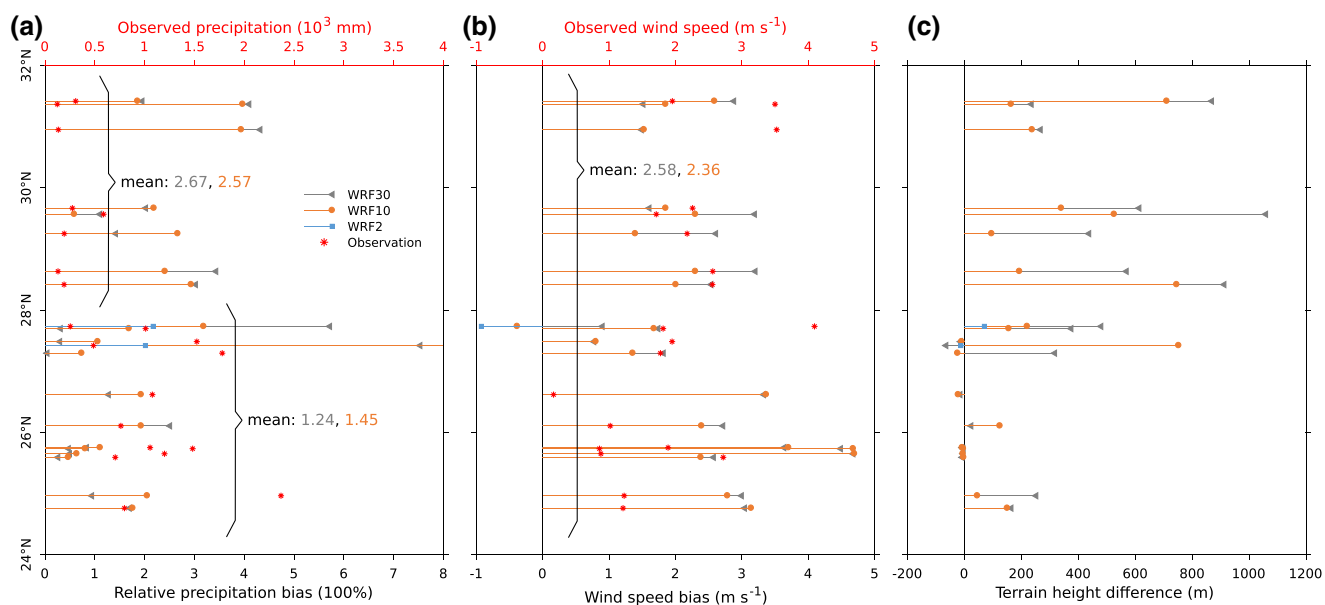 (a)
Observed precipitation (10³ mm)
0 0.5 1 1.5 2 2.5 3 3.5 4
32°N
30°N
28°N
26°N
24°N
mean: 2.67, 2.57
WRF30
WRF10
WRF2
Observation
mean: 1.24, 1.45
0 1 2 3 4 5 6 7 8
Relative precipitation bias (100%)
(b)
Observed wind speed (m s⁻¹)
-1 0 1 2 3 4 5
mean: 2.58, 2.36
-1 0 1 2 3 4 5
Wind speed bias (m s⁻¹)
(c)
-200 0 200 400 600 800 1000 1200
Terrain height difference (m)